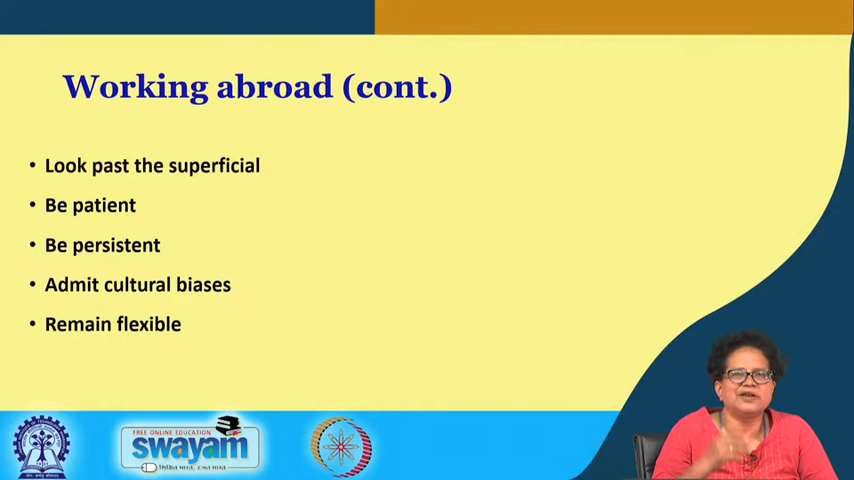 Working abroad (cont.)
• Look past the superficial
• Be patient
• Be persistent
• Admit cultural biases
• Remain flexible
FREE ONLINE EDUCATION
swayam